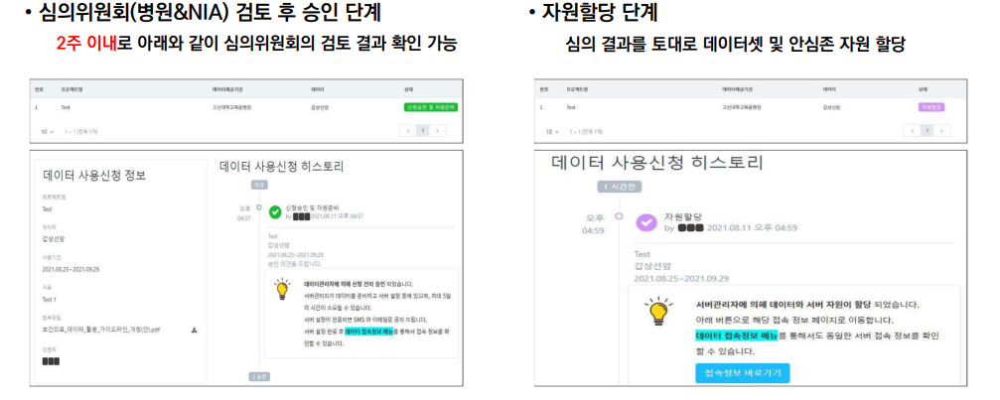 • 심의위원회(병원&NIA) 검토 후 승인 단계
2주 이내로 아래와 같이 심의위원회의 검토 결과 확인 가능
번호 프로젝트명 데이터제공기관 데이터 상태
1 Test 고신대학교복음병원 갑상선암 신청승인 및 자원준비
10 1 – 1 (전체 1개) ‹ 1 ›
데이터 사용신청 정보
프로젝트명
Test
데이터
갑상선암
사용기간
2021.08.25~2021.09.29
사유
Test 1
첨부파일
보건의료_데이터_활용_가이드라인_개정(안).pdf
신청자
데이터 사용신청 히스토리
방금
오후 04:37
신청승인 및 자원준비
by 2021.08.11 오후 04:37
Test
갑상선암
2021.08.25~2021.09.29
승인 의견을 드립니다.
데이터관리자에 의해 신청 건이 승인 되었습니다.
서버관리자가 데이터를 준비하고 서버 설정 중에 있으며, 최대 5일
의 시간이 소요될 수 있습니다.
서버 설정이 완료되면 SMS 와 이메일로 공지 드립니다.
서버 설정 완료 후 데이터 접속정보 메뉴를 통해서 접속 정보를 확
인할 수 있습니다.
• 자원할당 단계
심의 결과를 토대로 데이터셋 및 안심존 자원 할당
번호 프로젝트명 데이터제공기관 데이터 상태
1 Test 고신대학교복음병원 갑상선암 자원할당
10 1 – 1 (전체 1개) ‹ 1 ›
데이터 사용신청 히스토리
1 시간전
오후 04:59
자원할당
by 2021.08.11 오후 04:59
Test
갑상선암
2021.08.25~2021.09.29
서버관리자에 의해 데이터와 서버 자원이 할당 되었습니다.
아래 버튼으로 해당 접속 정보 페이지로 이동합니다.
데이터 접속정보 메뉴를 통해서도 동일한 서버 접속 정보를 확인
할 수 있습니다.
접속정보 바로가기